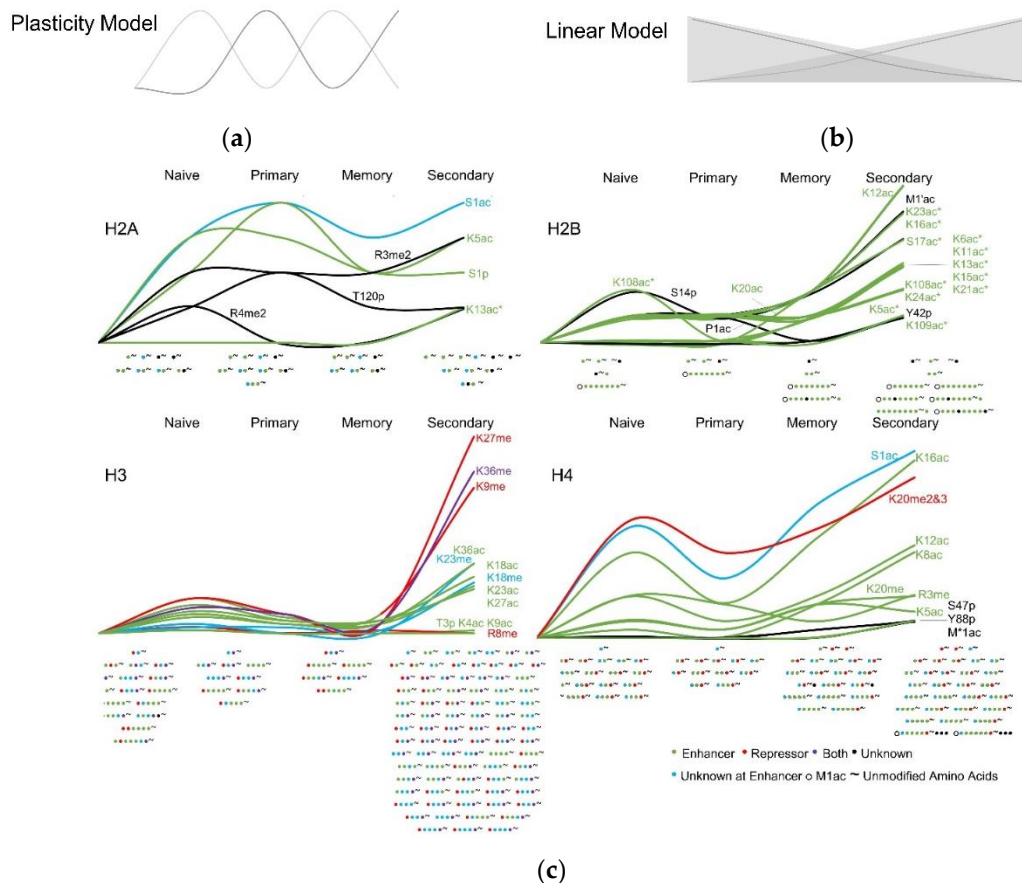 Plasticity Model
Linear Model
(a)
(b)
Naive Primary Memory Secondary
H2A
S1ac
R3me2
K5ac
S1p
T120p
R4me2
K13ac*
Naive Primary Memory Secondary
H2B
K12ac
M1'ac
K23ac*
K16ac*
S17ac*
K6ac*
K11ac*
K13ac*
K15ac*
K21ac*
K108ac*
S14p
K20ac
K108ac*
K24ac*
K5ac*
Y42p
P1ac
K109ac*
Naive Primary Memory Secondary
H3
K27me
K36me
K9me
K36ac
K23me
K18ac
K18me
K23ac
K27ac
T3p K4ac K9ac
R8me
Naive Primary Memory Secondary
H4
S1ac
K16ac
K20me2&3
K12ac
K8ac
K20me
R3me
K5ac
S47p
Y88p
M*1ac
Enhancer Repressor Both Unknown
Unknown at Enhancer M1ac ~ Unmodified Amino Acids
(c)